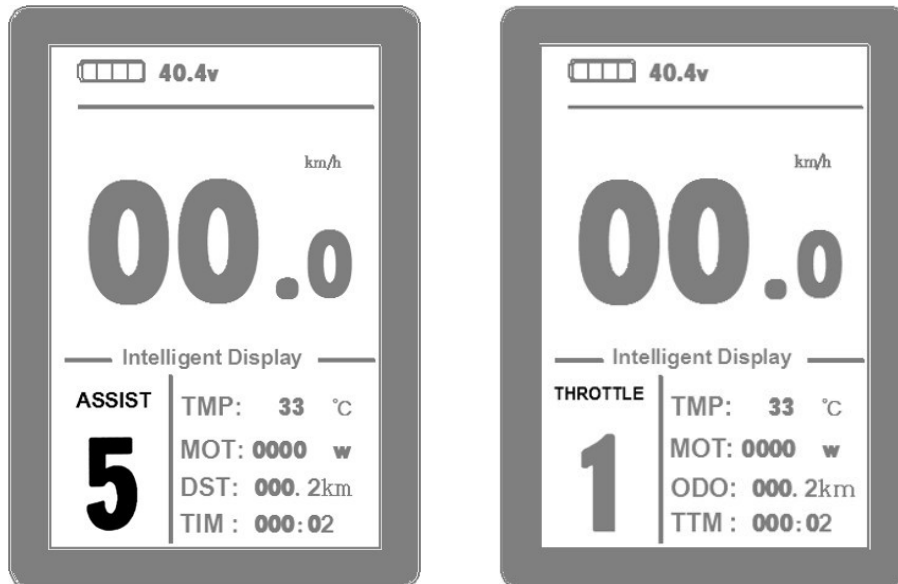 40.4v
km/h
00.0
Intelligent Display
ASSIST
5
TMP: 33 ℃
MOT: 0000 w
DST: 000. 2km
TIM : 000:02
40.4v
km/h
00.0
Intelligent Display
THROTTLE
1
TMP: 33 ℃
MOT: 0000 w
ODO: 000. 2km
TTM : 000:02